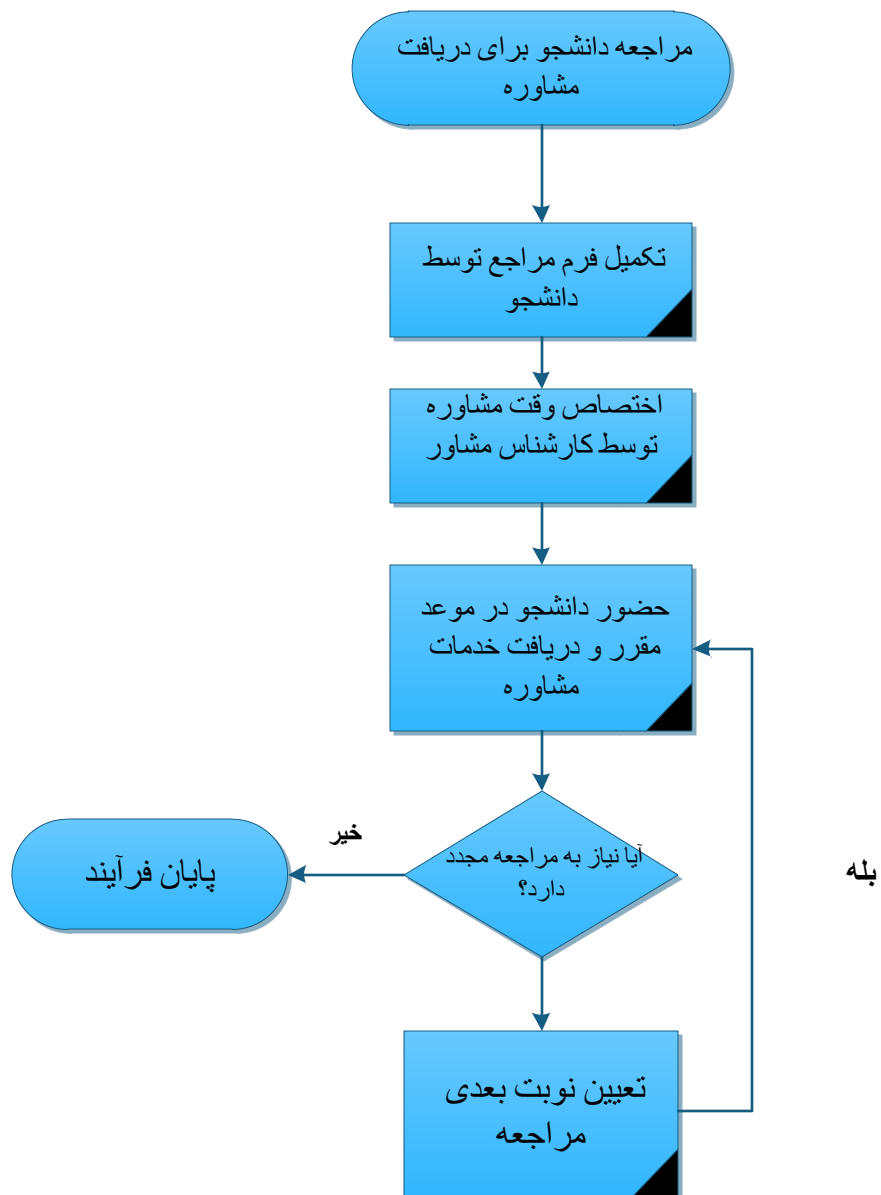 مراجعه دانشجو برای دریافت
مشاوره
تکمیل فرم مراجع توسط
دانشجو
اختصاص وقت مشاوره
توسط کارشناس مشاور
حضور دانشجو در موعد
مقرر و دریافت خدمات
مشاوره
آیا نیاز به مراجعه مجدد
دارد؟
خیر
پایان فرآیند
بله
تعیین نوبت بعدی
مراجعه